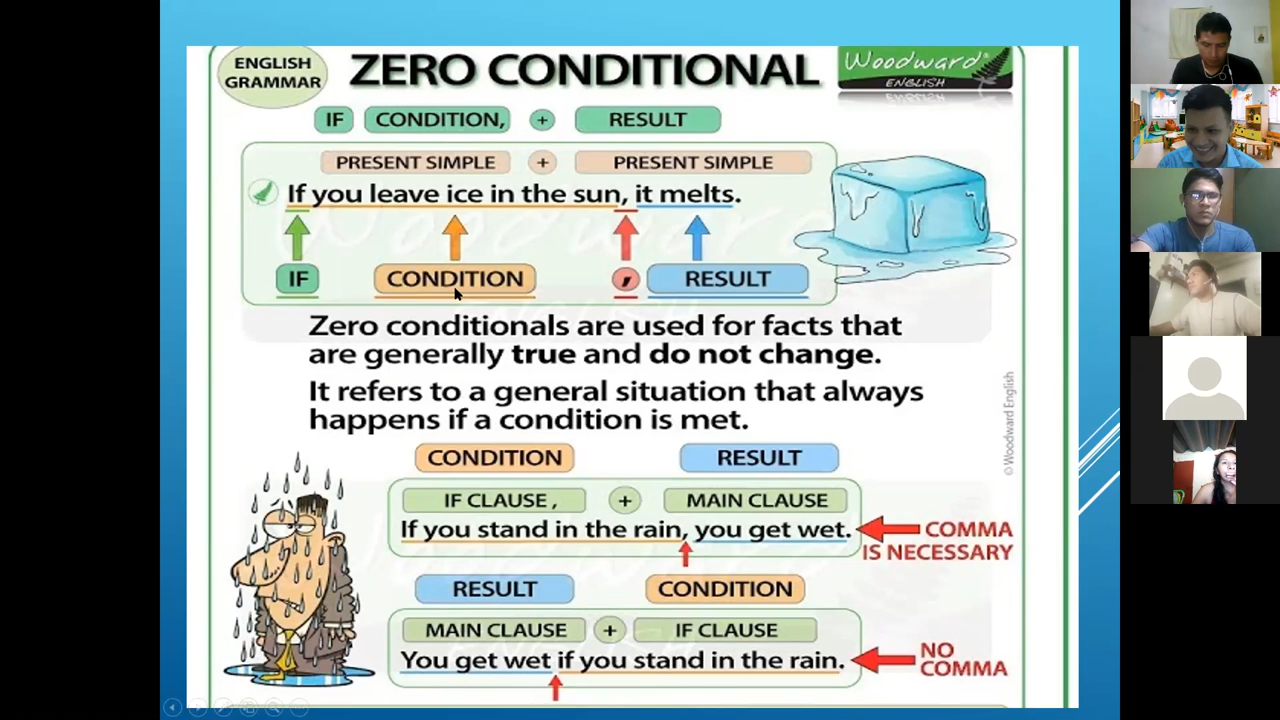 ENGLISH
GRAMMAR
ZERO CONDITIONAL
Woodward®
ENGLISH
IF CONDITION, + RESULT
PRESENT SIMPLE + PRESENT SIMPLE
If you leave ice in the sun, it melts.
IF CONDITION , RESULT
Zero conditionals are used for facts that
are generally true and do not change.
It refers to a general situation that always
happens if a condition is met.
© Woodward English
CONDITION RESULT
IF CLAUSE , + MAIN CLAUSE
If you stand in the rain, you get wet.
COMMA
IS NECESSARY
RESULT CONDITION
MAIN CLAUSE + IF CLAUSE
You get wet if you stand in the rain.
NO
COMMA